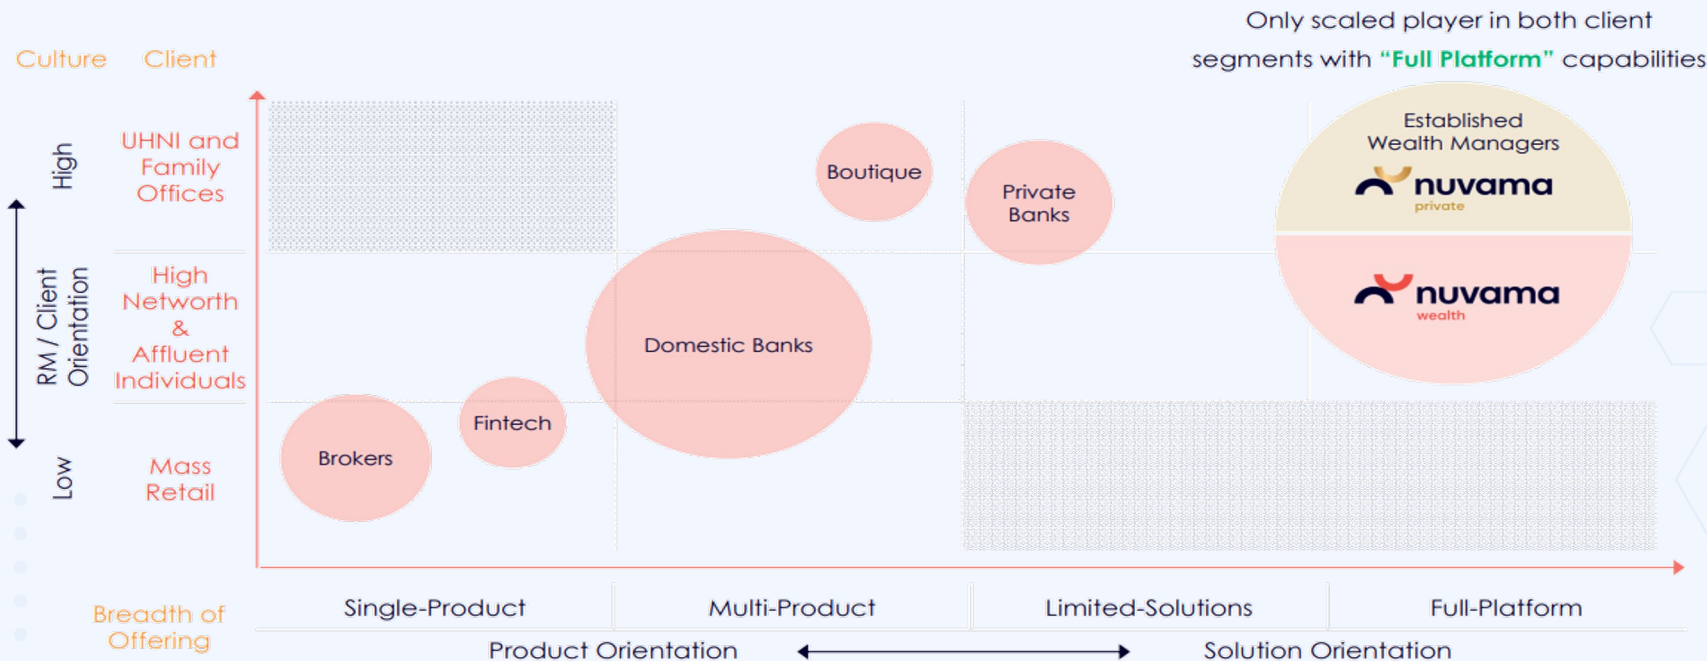 Only scaled player in both client
segments with “Full Platform” capabilities
Culture
Client
High
RM / Client
Orientation
Low
UHNI and
Family
Offices
High
Networth
&
Affluent
Individuals
Mass
Retail
Boutique
Private
Banks
Established
Wealth Managers
nuvama
private
nuvama
wealth
Domestic Banks
Fintech
Brokers
Breadth of
Offering
Single-Product
Multi-Product
Limited-Solutions
Full-Platform
Product Orientation
Solution Orientation